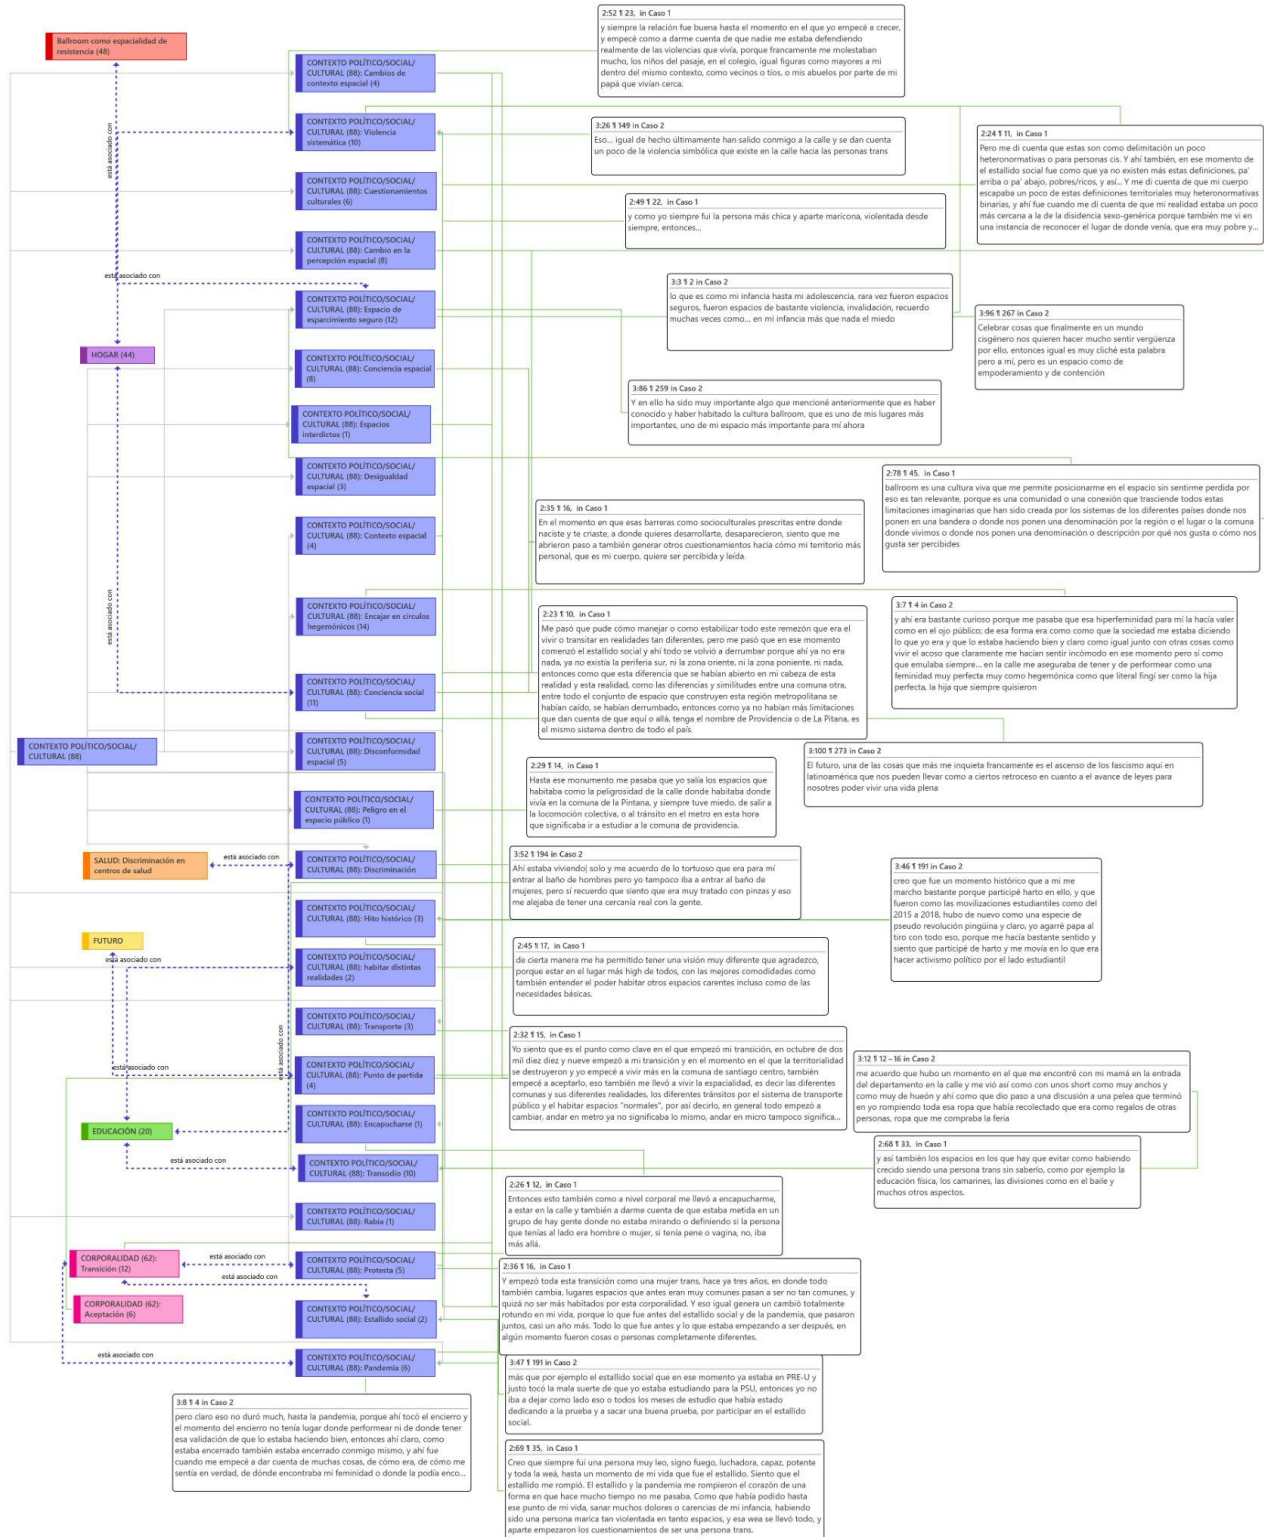 Ballroom como espacialidad de
resistencia (48)
HOGAR (44)
CONTEXTO POLÍTICO/SOCIAL/
CULTURAL (88)
SALUD: Discriminación en
centros de salud
FUTURO
EDUCACIÓN (20)
CORPORALIDAD (62):
Transición (12)
CORPORALIDAD (62):
Aceptación (6)
está asociado con
está asociado con
está asociado con
está asociado con
está asociado con
está asociado con
está asociado con
está asociado con
está asociado con
está asociado con
está asociado con
CONTEXTO POLÍTICO/SOCIAL/
CULTURAL (88): Cambios de
contexto espacial (4)
CONTEXTO POLÍTICO/SOCIAL/
CULTURAL (88): Violencia
sistemática (10)
CONTEXTO POLÍTICO/SOCIAL/
CULTURAL (88): Cuestionamientos
culturales (6)
CONTEXTO POLÍTICO/SOCIAL/
CULTURAL (88): Cambio en la
percepción espacial (8)
CONTEXTO POLÍTICO/SOCIAL/
CULTURAL (88): Espacio de
esparcimiento seguro (12)
CONTEXTO POLÍTICO/SOCIAL/
CULTURAL (88): Conciencia espacial
(8)
CONTEXTO POLÍTICO/SOCIAL/
CULTURAL (88): Espacios
interdictos (1)
CONTEXTO POLÍTICO/SOCIAL/
CULTURAL (88): Desigualdad
espacial (3)
CONTEXTO POLÍTICO/SOCIAL/
CULTURAL (88): Contexto espacial
(4)
CONTEXTO POLÍTICO/SOCIAL/
CULTURAL (88): Encajar en círculos
hegemónicos (14)
CONTEXTO POLÍTICO/SOCIAL/
CULTURAL (88): Conciencia social
(11)
CONTEXTO POLÍTICO/SOCIAL/
CULTURAL (88): Disconformidad
espacial (5)
CONTEXTO POLÍTICO/SOCIAL/
CULTURAL (88): Peligro en el
espacio público (1)
CONTEXTO POLÍTICO/SOCIAL/
CULTURAL (88): Discriminación
CONTEXTO POLÍTICO/SOCIAL/
CULTURAL (88): Hito histórico (3)
CONTEXTO POLÍTICO/SOCIAL/
CULTURAL (88): habitar distintas
realidades (2)
CONTEXTO POLÍTICO/SOCIAL/
CULTURAL (88): Transporte (3)
CONTEXTO POLÍTICO/SOCIAL/
CULTURAL (88): Punto de partida
(4)
CONTEXTO POLÍTICO/SOCIAL/
CULTURAL (88): Encapucharse (1)
CONTEXTO POLÍTICO/SOCIAL/
CULTURAL (88): Transodio (10)
CONTEXTO POLÍTICO/SOCIAL/
CULTURAL (88): Rabia (1)
CONTEXTO POLÍTICO/SOCIAL/
CULTURAL (88): Protesta (5)
CONTEXTO POLÍTICO/SOCIAL/
CULTURAL (88): Estallido social (2)
CONTEXTO POLÍTICO/SOCIAL/
CULTURAL (88): Pandemia (6)
2:52 ¶ 23, in Caso 1
y siempre la relación fue buena hasta el momento en el que yo empecé a crecer,
y empecé como a darme cuenta de que nadie me estaba defendiendo
realmente de las violencias que vivía, porque francamente me molestaban
mucho, los niños del pasaje, en el colegio, igual figuras como mayores a mi
dentro del mismo contexto, como vecinos o tíos, o mis abuelos por parte de mi
papá que vivían cerca.
3:26 ¶ 149 in Caso 2
Eso... igual de hecho últimamente han salido conmigo a la calle y se dan cuenta
un poco de la violencia simbólica que existe en la calle hacia las personas trans
2:24 ¶ 11, in Caso 1
Pero me di cuenta que estas son como delimitación un poco
heteronormativas o para personas cis. Y ahí también, en ese momento de
el estallido social fue como que ya no existen más estas definiciones, pa'
arriba o pa' abajo, pobres/ricos, y así... Y me di cuenta de que mi cuerpo
escapaba un poco de estas definiciones territoriales muy heteronormativas
binarias, y ahí fue cuando me di cuenta de que mi realidad estaba un poco
más cercana a la de la disidencia sexo-genérica porque también me vi en
una instancia de reconocer el lugar de donde venía, que era muy pobre y...
2:49 ¶ 22, in Caso 1
y como yo siempre fui la persona más chica y aparte maricona, violentada desde
siempre, entonces...
3:3 ¶ 2 in Caso 2
lo que es como mi infancia hasta mi adolescencia, rara vez fueron espacios
seguros, fueron espacios de bastante violencia, invalidación, recuerdo
muchas veces como... en mi infancia más que nada el miedo
3:96 ¶ 267 in Caso 2
Celebrar cosas que finalmente en un mundo
cisgénero nos quieren hacer mucho sentir vergüenza
por ello, entonces igual es muy cliché esta palabra
pero a mí, pero es un espacio como de
empoderamiento y de contención
3:86 ¶ 259 in Caso 2
Y en ello ha sido muy importante algo que mencioné anteriormente que es haber
conocido y haber habitado la cultura ballroom, que es uno de mis lugares más
importantes, uno de mi espacio más importante para mí ahora
2:78 ¶ 45, in Caso 1
ballroom es una cultura viva que me permite posicionarme en el espacio sin sentirme perdida por
eso es tan relevante, porque es una comunidad o una conexión que trasciende todos estas
limitaciones imaginarias que han sido creada por los sistemas de los diferentes países donde nos
ponen en una bandera o donde nos ponen una denominación por la región o el lugar o la comuna
donde vivimos o donde nos ponen una denominación o descripción por qué nos gusta o cómo nos
gusta ser percibides
2:35 ¶ 16, in Caso 1
En el momento en que esas barreras como socioculturales prescritas entre donde
naciste y te criaste, a donde quieres desarrollarte, desaparecieron, siento que me
abrieron paso a también generar otros cuestionamientos hacia cómo mi territorio más
personal, que es mi cuerpo, quiere ser percibida y leída.
2:23 ¶ 10, in Caso 1
Me pasó que pude cómo manejar o como estabilizar todo este remezón que era el
vivir o transitar en realidades tan diferentes, pero me pasó que en ese momento
comenzó el estallido social y ahí todo se volvió a derrumbar porque ahí ya no era
nada, ya no existía la periferia sur, ni la zona oriente, ni la zona poniente, ni nada,
entonces como que esta diferencia que se habían abierto en mi cabeza de esta
realidad y esta realidad, como las diferencias y similitudes entre una comuna otra,
entre todo el conjunto de espacio que construyen esta región metropolitana se
habían caído, se habían derrumbado, entonces como ya no habían más limitaciones
que dan cuenta de que aquí o allá, tenga el nombre de Providencia o de La Pitana, es
el mismo sistema dentro de todo el país.
3:7 ¶ 4 in Caso 2
y ahí era bastante curioso porque me pasaba que esa hiperfeminidad para mí la hacía valer
como en el ojo público; de esa forma era como como que la sociedad me estaba diciendo
lo que yo era y que lo estaba haciendo bien y claro como igual junto con otras cosas como
vivir el acoso que claramente me hacían sentir incómodo en ese momento pero sí como
que emulaba siempre... en la calle me aseguraba de tener y de performear como una
feminidad muy perfecta muy como hegemónica como que literal fingí ser como la hija
perfecta, la hija que siempre quisieron
3:100 ¶ 273 in Caso 2
El futuro, una de las cosas que más me inquieta francamente es el ascenso de los fascismo aquí en
latinoamérica que nos pueden llevar como a ciertos retroceso en cuanto a el avance de leyes para
nosotres poder vivir una vida plena
2:29 ¶ 14, in Caso 1
Hasta ese monumento me pasaba que yo salía los espacios que
habitaba como la peligrosidad de la calle donde habitaba donde
vivía en la comuna de la Pintana, y siempre tuve miedo, de salir a
la locomoción colectiva, o al tránsito en el metro en esta hora
que significaba ir a estudiar a la comuna de providencia.
3:52 ¶ 194 in Caso 2
Ahí estaba viviendo| solo y me acuerdo de lo tortuoso que era para mí
entrar al baño de hombres pero yo tampoco iba a entrar al baño de
mujeres, pero sí recuerdo que siento que era muy tratado con pinzas y eso
me alejaba de tener una cercanía real con la gente.
3:46 ¶ 191 in Caso 2
creo que fue un momento histórico que a mi me
marcho bastante porque participé harto en ello, y que
fueron como las movilizaciones estudiantiles como del
2015 a 2018, hubo de nuevo como una especie de
pseudo revolución pingüina y claro, yo agarré papa al
tiro con todo eso, porque me hacía bastante sentido y
siento que participé de harto y me movía en lo que era
hacer activismo político por el lado estudiantil
2:45 ¶ 17, in Caso 1
de cierta manera me ha permitido tener una visión muy diferente que agradezco,
porque estar en el lugar más high de todos, con las mejores comodidades como
también entender el poder habitar otros espacios carentes incluso como de las
necesidades básicas.
2:32 ¶ 15, in Caso 1
Yo siento que es el punto como clave en el que empezó mi transición, en octubre de dos
mil diez diez y nueve empezó a mi transición y en el momento en el que la territorialidad
se destruyeron y yo empecé a vivir más en la comuna de santiago centro, también
empecé a aceptarlo, eso también me llevó a vivir la espacialidad, es decir las diferentes
comunas y sus diferentes realidades, los diferentes tránsitos por el sistema de transporte
público y el habitar espacios "normales", por así decirlo, en general todo empezó a
cambiar, andar en metro ya no significaba lo mismo, andar en micro tampoco significa...
3:12 ¶ 12 – 16 in Caso 2
me acuerdo que hubo un momento en el que me encontré con mi mamá en la entrada
del departamento en la calle y me vió así como con unos short como muy anchos y
como muy de hueón y ahí como que dio paso a una discusión a una pelea que terminó
en yo rompiendo toda esa ropa que había recolectado que era como regalos de otras
personas, ropa que me compraba la feria
2:68 ¶ 33, in Caso 1
y así también los espacios en los que hay que evitar como habiendo
crecido siendo una persona trans sin saberlo, como por ejemplo la
educación física, los camarines, las divisiones como en el baile y
muchos otros aspectos.
2:26 ¶ 12, in Caso 1
Entonces esto también como a nivel corporal me llevó a encapucharme,
a estar en la calle y también a darme cuenta de que estaba metida en un
grupo de hay gente donde no estaba mirando o definiendo si la persona
que tenías al lado era hombre o mujer, si tenía pene o vagina, no, iba
más allá.
2:36 ¶ 16, in Caso 1
Y empezó toda esta transición como una mujer trans, hace ya tres años, en donde todo
también cambia, lugares espacios que antes eran muy comunes pasan a ser no tan comunes, y
quizá no ser más habitados por esta corporalidad. Y eso igual genera un cambió totalmente
rotundo en mi vida, porque lo que fue antes del estallido social y de la pandemia, que pasaron
juntos, casi un año más. Todo lo que fue antes y lo que estaba empezando a ser después, en
algún momento fueron cosas o personas completamente diferentes.
3:47 ¶ 191 in Caso 2
más que por ejemplo el estallido social que en ese momento ya estaba en PRE-U y
justo tocó la mala suerte de que yo estaba estudiando para la PSU, entonces yo no
iba a dejar como lado eso o todos los meses de estudio que había estado
dedicando a la prueba y a sacar una buena prueba, por participar en el estallido
social.
3:8 ¶ 4 in Caso 2
pero claro eso no duró much, hasta la pandemia, porque ahí tocó el encierro y
el momento del encierro no tenía lugar donde performear ni de donde tener
esa validación de que lo estaba haciendo bien, entonces ahí claro, como
estaba encerrado también estaba encerrado conmigo mismo, y ahí fue
cuando me empecé a dar cuenta de muchas cosas, de cómo era, de cómo me
sentía en verdad, de dónde encontraba mi feminidad o donde la podía enco...
2:69 ¶ 35, in Caso 1
Creo que siempre fui una persona muy leo, signo fuego, luchadora, capaz, potente
y toda la weá, hasta un momento de mi vida que fue el estallido. Siento que el
estallido me rompió. El estallido y la pandemia me rompieron el corazón de una
forma en que hace mucho tiempo no me pasaba. Como que había podido hasta
ese punto de mi vida, sanar muchos dolores o carencias de mi infancia, habiendo
sido una persona marica tan violentada en tanto espacios, y esa wea se llevó todo, y
aparte empezaron los cuestionamientos de ser una persona trans.